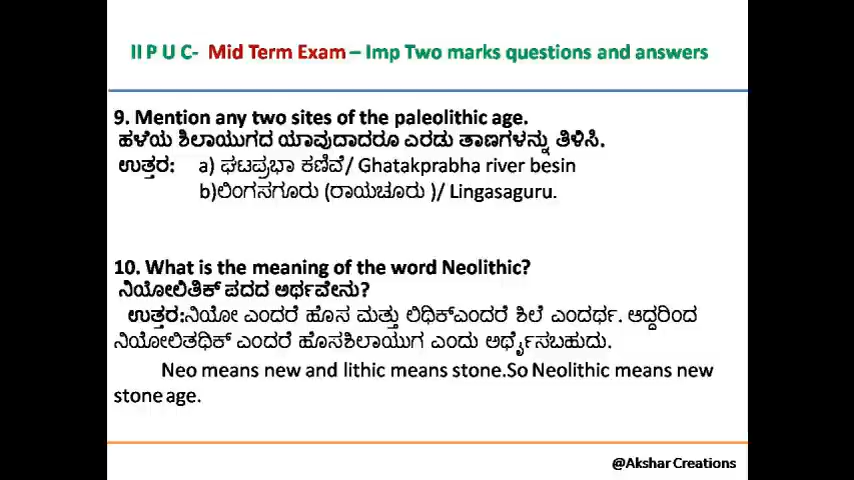 II P U C- Mid Term Exam – Imp Two marks questions and answers
9. Mention any two sites of the paleolithic age.
ಹಳೆಯ ಶಿಲಾಯುಗದ ಯಾವುದಾದರೂ ಎರಡು ತಾಣಗಳನ್ನು ತಿಳಿಸಿ.
ಉತ್ತರ: a) ಘಟಪ್ರಭಾ ಕಣಿವೆ/ Ghatakprabha river besin
b)ಲಿಂಗಸಗೂರು (ರಾಯಚೂರು )/ Lingasaguru.
10. What is the meaning of the word Neolithic?
ನಿಯೋಲಿತಿಕ್ ಪದದ ಅರ್ಥವೇನು?
ಉತ್ತರ:ನಿಯೋ ಎಂದರೆ ಹೊಸ ಮತ್ತು ಲಿಥಿಕ್ಎಂದರೆ ಶಿಲೆ ಎಂದರ್ಥ. ಆದ್ದರಿಂದ
ನಿಯೋಲಿತಥಿಕ್ ಎಂದರೆ ಹೊಸಶಿಲಾಯುಗ ಎಂದು ಅರ್ಥೈಸಬಹುದು.
Neo means new and lithic means stone.So Neolithic means new
stone age.
@Akshar Creations